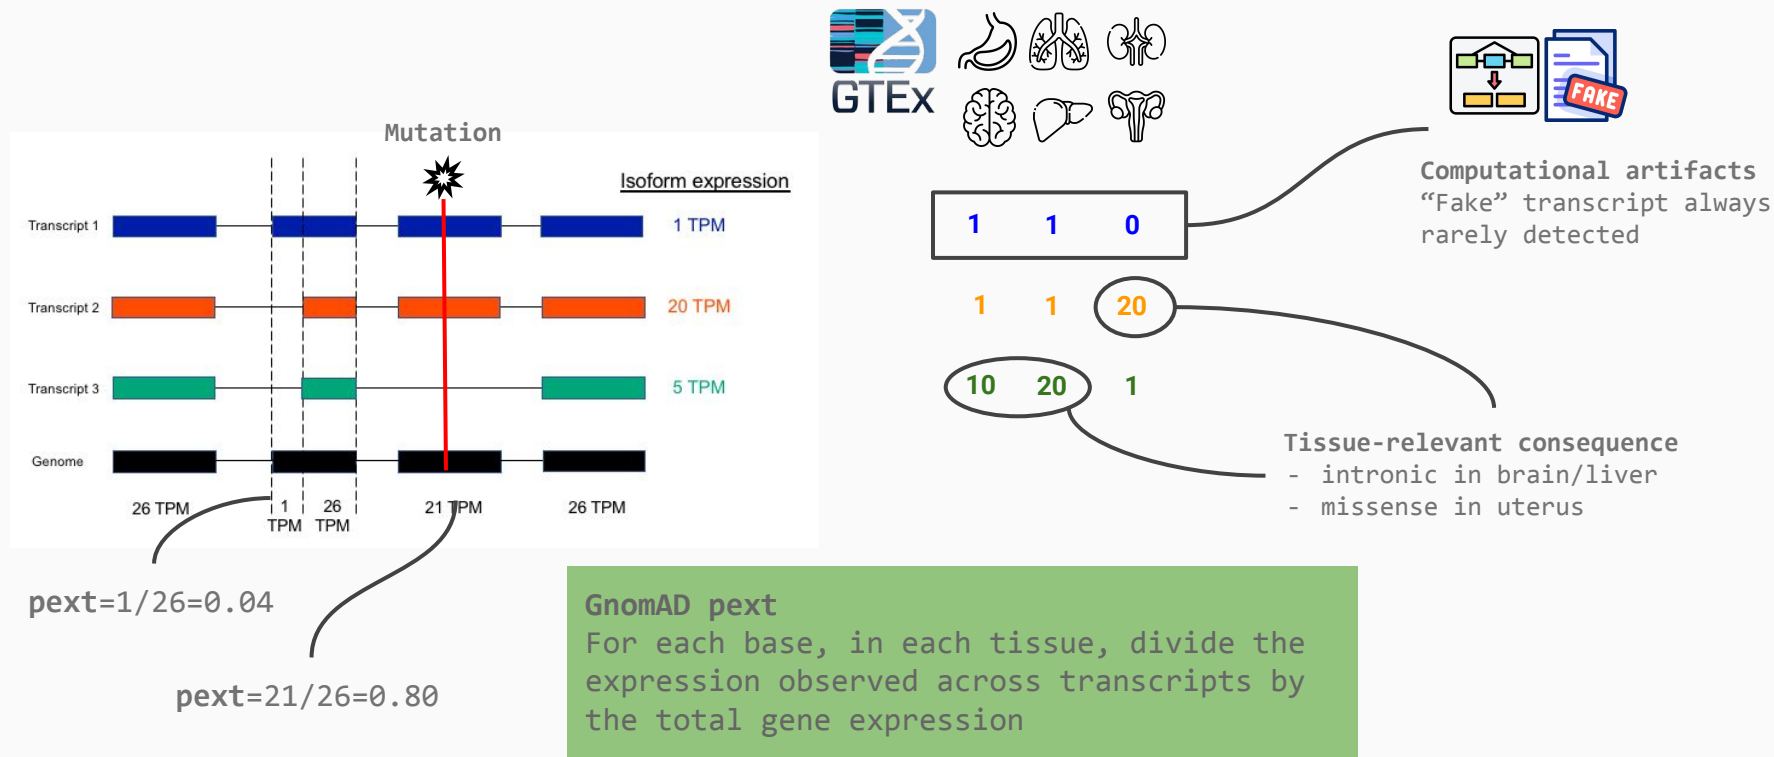 GTEx
FAKE
Mutation
Isoform expression
Transcript 1
1 TPM
Transcript 2
20 TPM
Transcript 3
5 TPM
Genome
26 TPM
1
TPM
26
TPM
21 TPM
26 TPM
pext=1/26=0.04
pext=21/26=0.80
1 1 0
1 1 20
10 20 1
Computational artifacts
“Fake” transcript always
rarely detected
Tissue-relevant consequence
- intronic in brain/liver
- missense in uterus
GnomAD pext
For each base, in each tissue, divide the
expression observed across transcripts by
the total gene expression